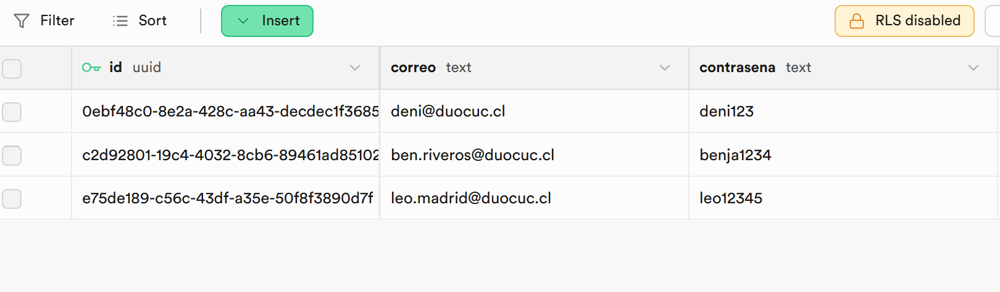 Filter Sort Insert RLS disabled
id uuid correo text contrasena text
0ebf48c0-8e2a-428c-aa43-decdec1f3685 deni@duocuc.cl deni123
c2d92801-19c4-4032-8cb6-89461ad85102 ben.riveros@duocuc.cl benja1234
e75de189-c56c-43df-a35e-50f8f3890d7f leo.madrid@duocuc.cl leo12345